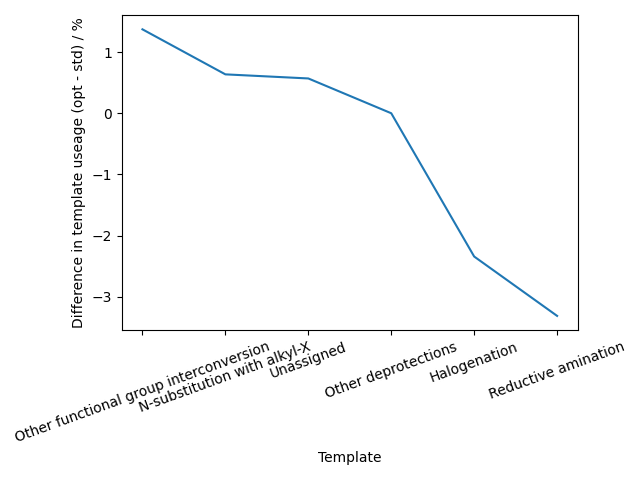 Difference in template useage (opt - std) / %
1
0
−1
−2
−3
Other functional group interconversion
N-substitution with alkyl-X
Unassigned
Other deprotections
Halogenation
Reductive amination
Template